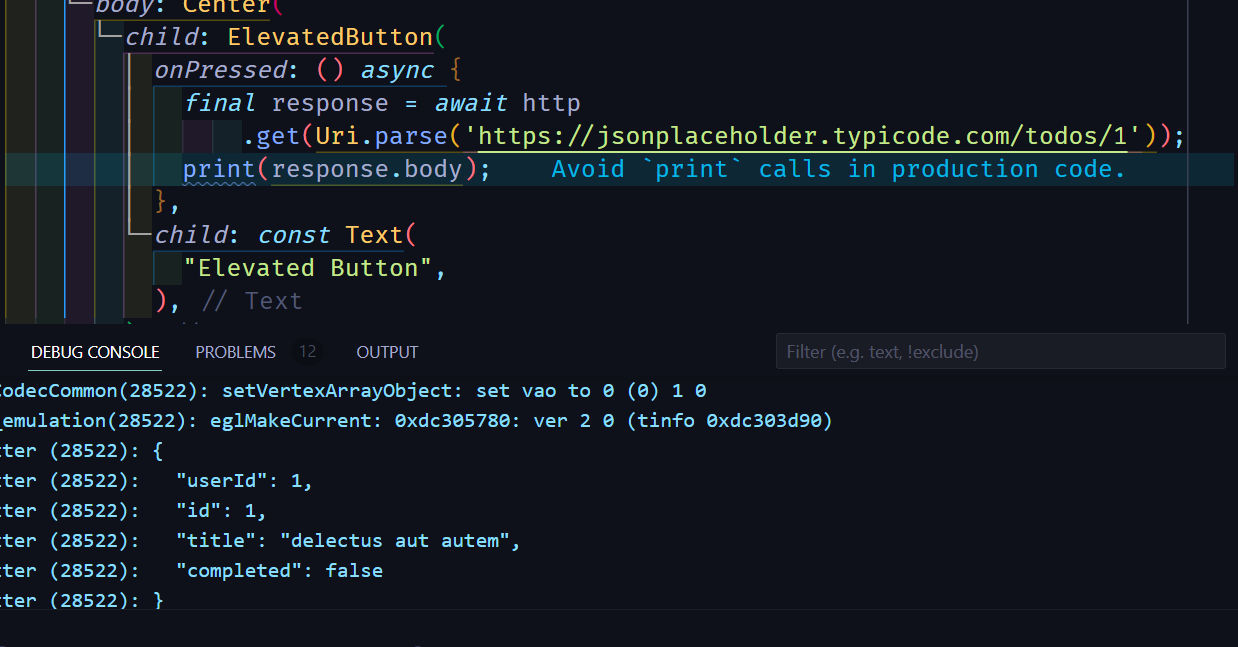 body: Center(
child: ElevatedButton(
onPressed: () async {
final response = await http
.get(Uri.parse('https://jsonplaceholder.typicode.com/todos/1'));
print(response.body);    Avoid `print` calls in production code.
},
child: const Text(
"Elevated Button",
), // Text
DEBUG CONSOLE PROBLEMS 12 OUTPUT Filter (e.g. text, !exclude)
CodecCommon(28522): setVertexArrayObject: set vao to 0 (0) 1 0
_emulation(28522): eglMakeCurrent: 0xdc305780: ver 2 0 (tinfo 0xdc303d90)
tter (28522): {
tter (28522):   "userId": 1,
tter (28522):   "id": 1,
tter (28522):   "title": "delectus aut autem",
tter (28522):   "completed": false
tter (28522): }